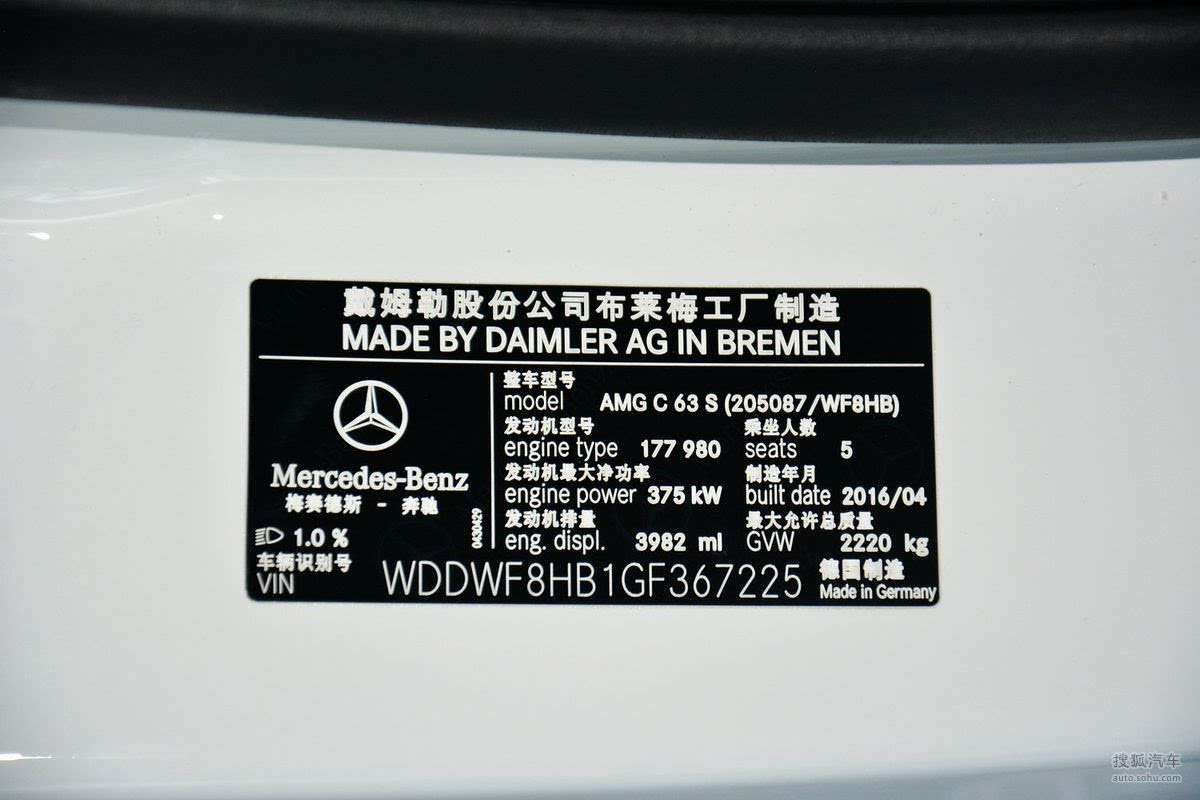 戴姆勒股份公司布莱梅工厂制造
MADE BY DAIMLER AG IN BREMEN
Mercedes-Benz
梅赛德斯 - 奔驰
0430429
1.0 %
整车型号
model AMG C 63 S (205087/WF8HB)
发动机型号 乘坐人数
engine type 177 980 seats 5
发动机最大净功率 制造年月
engine power 375 kW built date 2016/04
发动机排量 最大允许总质量
eng. displ. 3982 ml GVW 2220 kg
车辆识别号
VIN WDDWF8HB1GF367225
德国制造
Made in Germany
搜狐汽车
auto.sohu.com